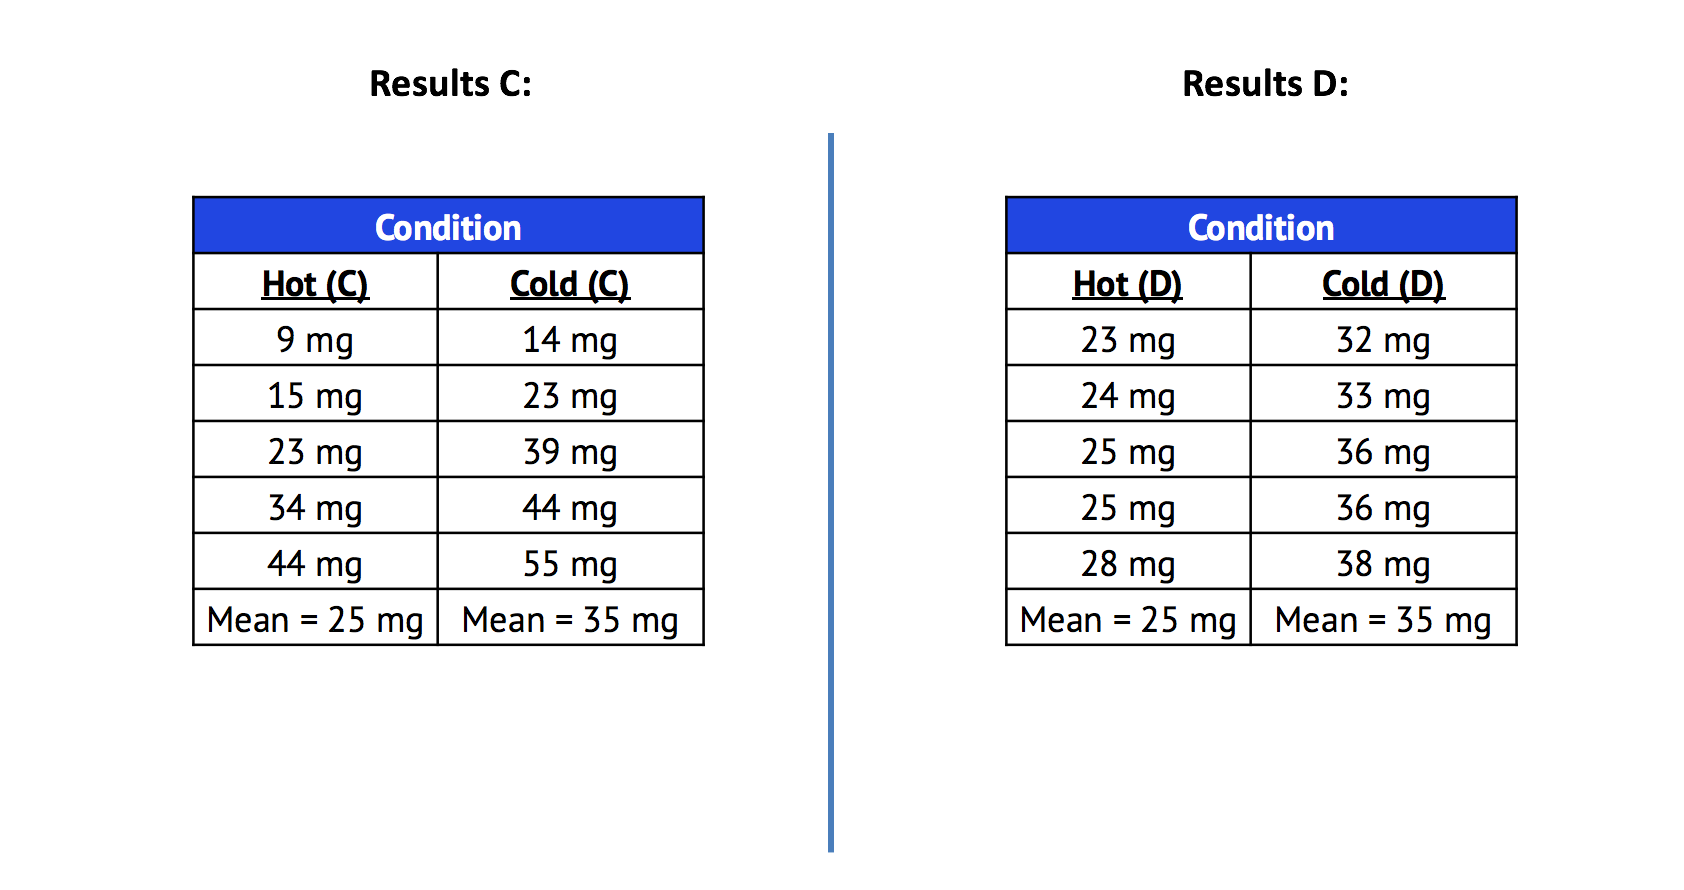 Results C:
Condition
Hot (C) Cold (C)
9 mg 14 mg
15 mg 23 mg
23 mg 39 mg
34 mg 44 mg
44 mg 55 mg
Mean = 25 mg Mean = 35 mg
Results D:
Condition
Hot (D) Cold (D)
23 mg 32 mg
24 mg 33 mg
25 mg 36 mg
25 mg 36 mg
28 mg 38 mg
Mean = 25 mg Mean = 35 mg